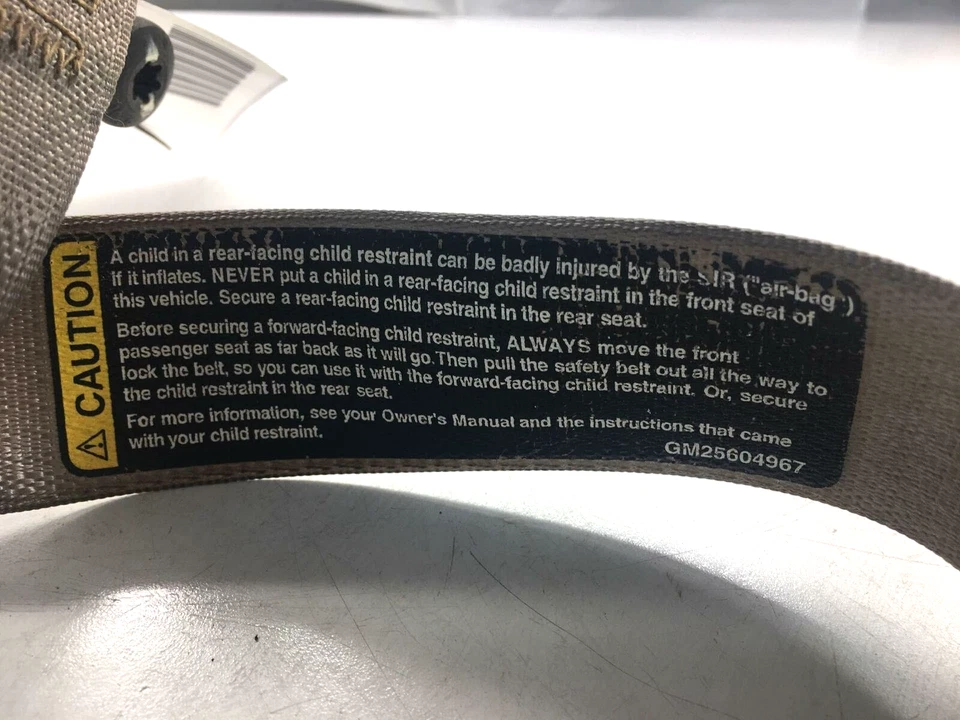 CAUTION
A child in a rear-facing child restraint can be badly injured by the SIR ("air-bag")
If it inflates. NEVER put a child in a rear-facing child restraint in the front seat of
this vehicle. Secure a rear-facing child restraint in the rear seat.
Before securing a forward-facing child restraint, ALWAYS move the front
passenger seat as far back as it will go. Then pull the safety belt out all the way to
lock the belt, so you can use it with the forward-facing child restraint. Or, secure
the child restraint in the rear seat.
For more information, see your Owner's Manual and the instructions that came
with your child restraint.
GM25604967